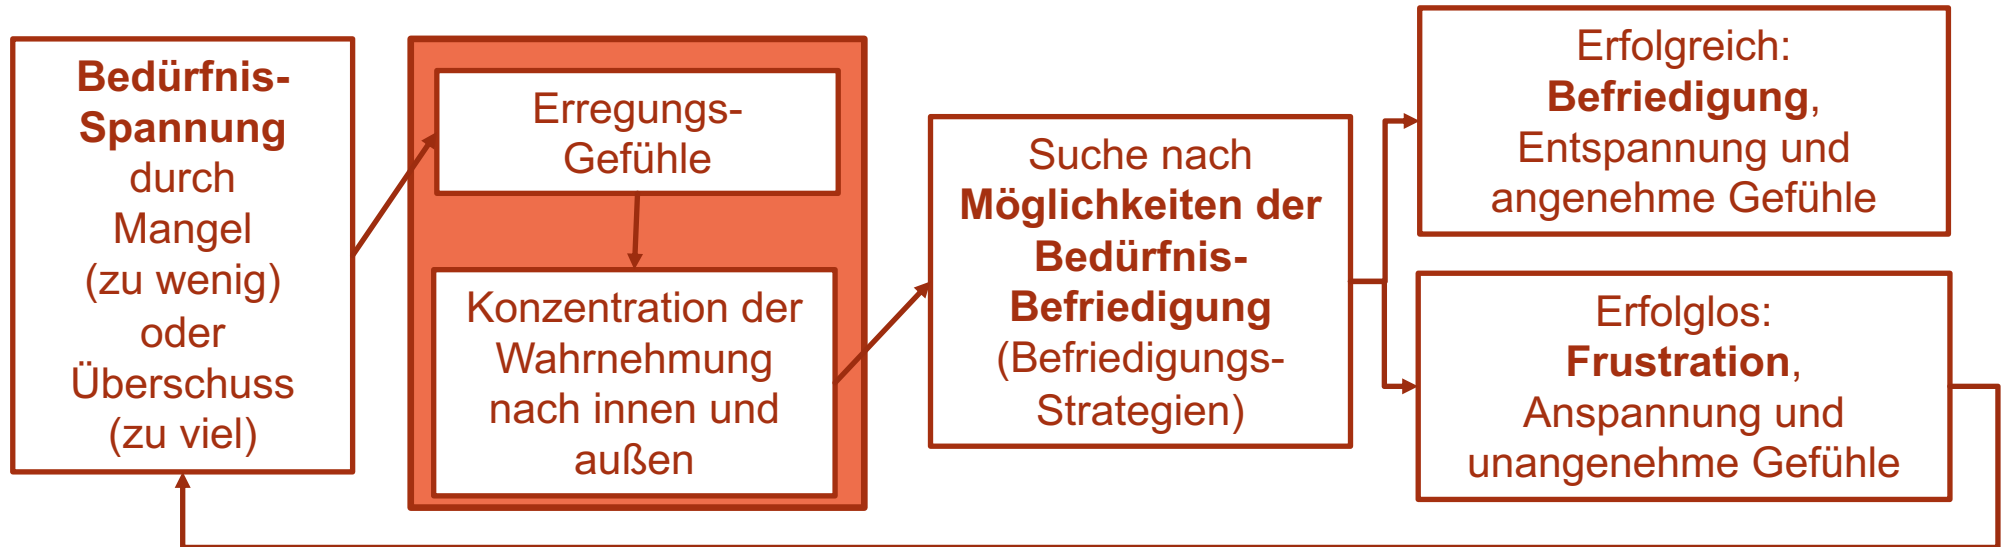 Bedürfnis-
Spannung
durch
Mangel
(zu wenig)
oder
Überschuss
(zu viel)
Erregungs-
Gefühle
Konzentration der
Wahrnehmung
nach innen und
außen
Suche nach
Möglichkeiten der
Bedürfnis-
Befriedigung
(Befriedigungs-
Strategien)
Erfolgreich:
Befriedigung,
Entspannung und
angenehme Gefühle
Erfolglos:
Frustration,
Anspannung und
unangenehme Gefühle